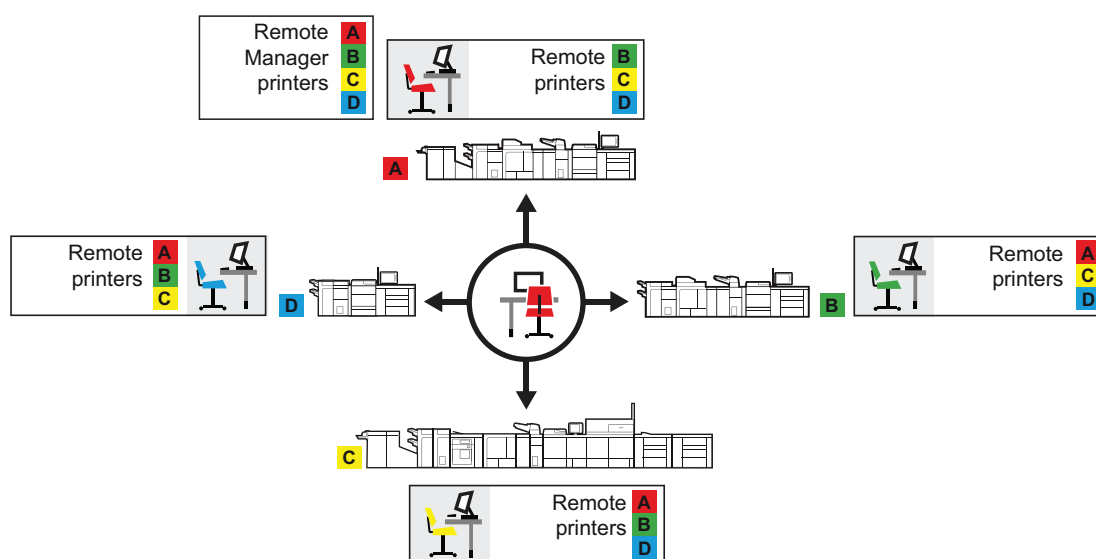 Remote A
Manager B
printers C
D
Remote B
printers C
D
A
Remote A
printers B
C
D
B
Remote A
printers C
D
C
Remote A
printers B
D